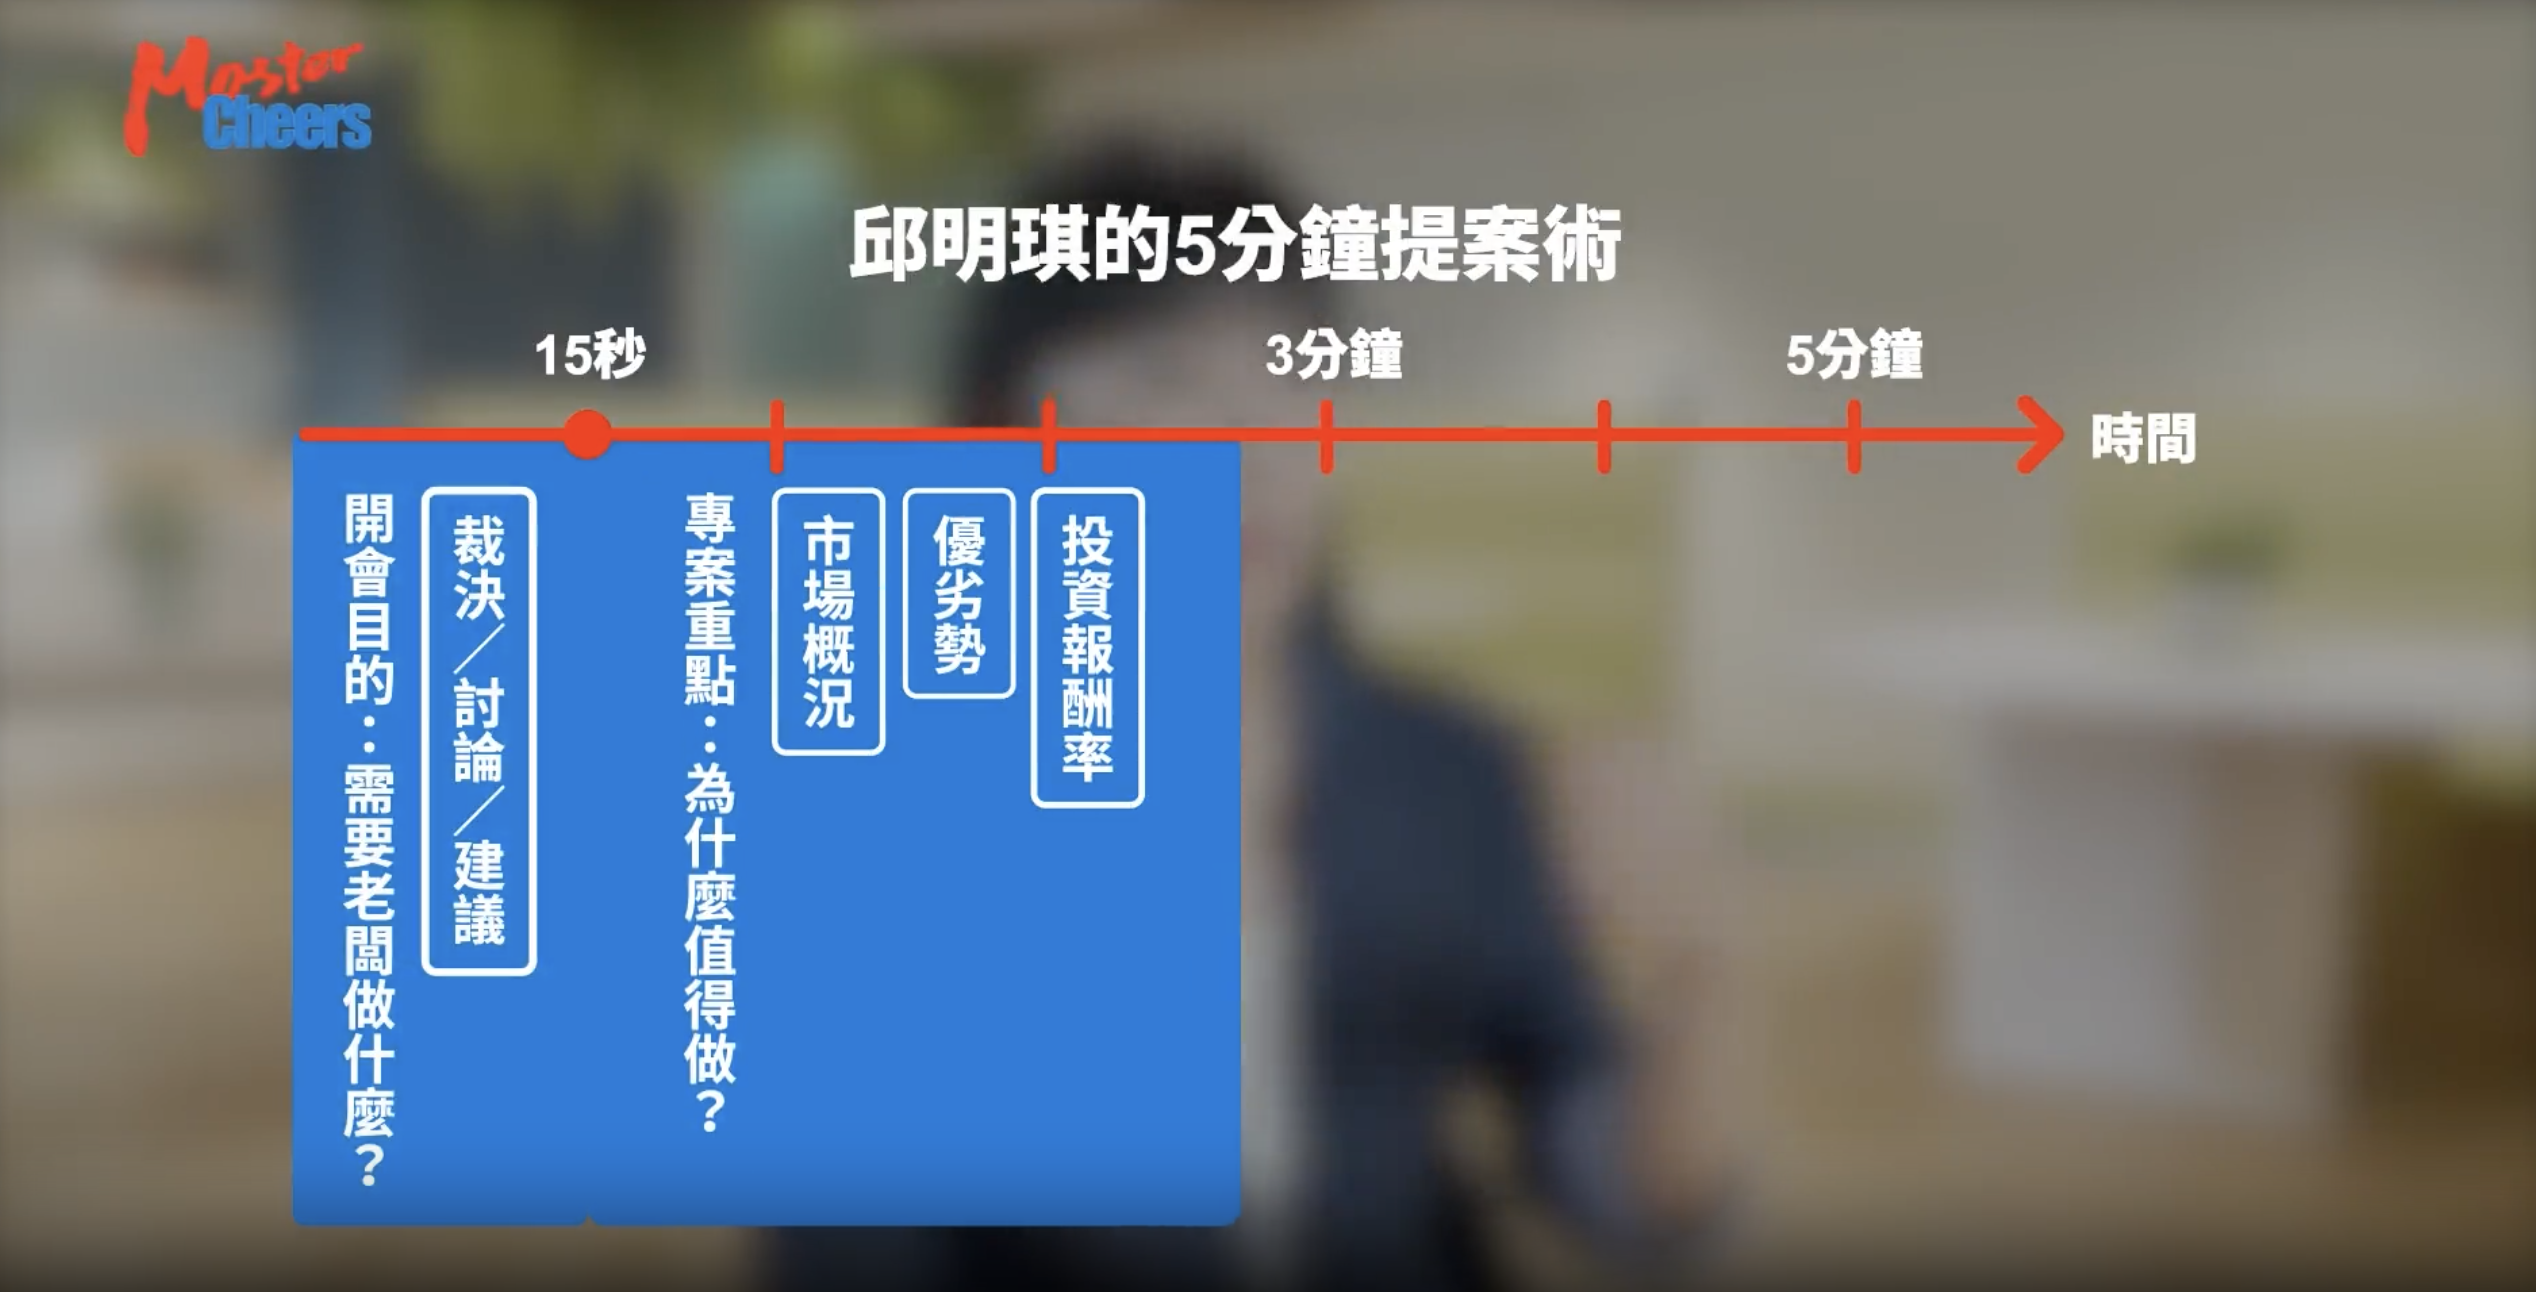 Master
Cheers
邱明琪的5分鐘提案術
15秒
3分鐘
5分鐘
時間
開會目的：需要老闆做什麼？
裁決／討論／建議
專案重點：為什麼值得做？
市場概況
優劣勢
投資報酬率